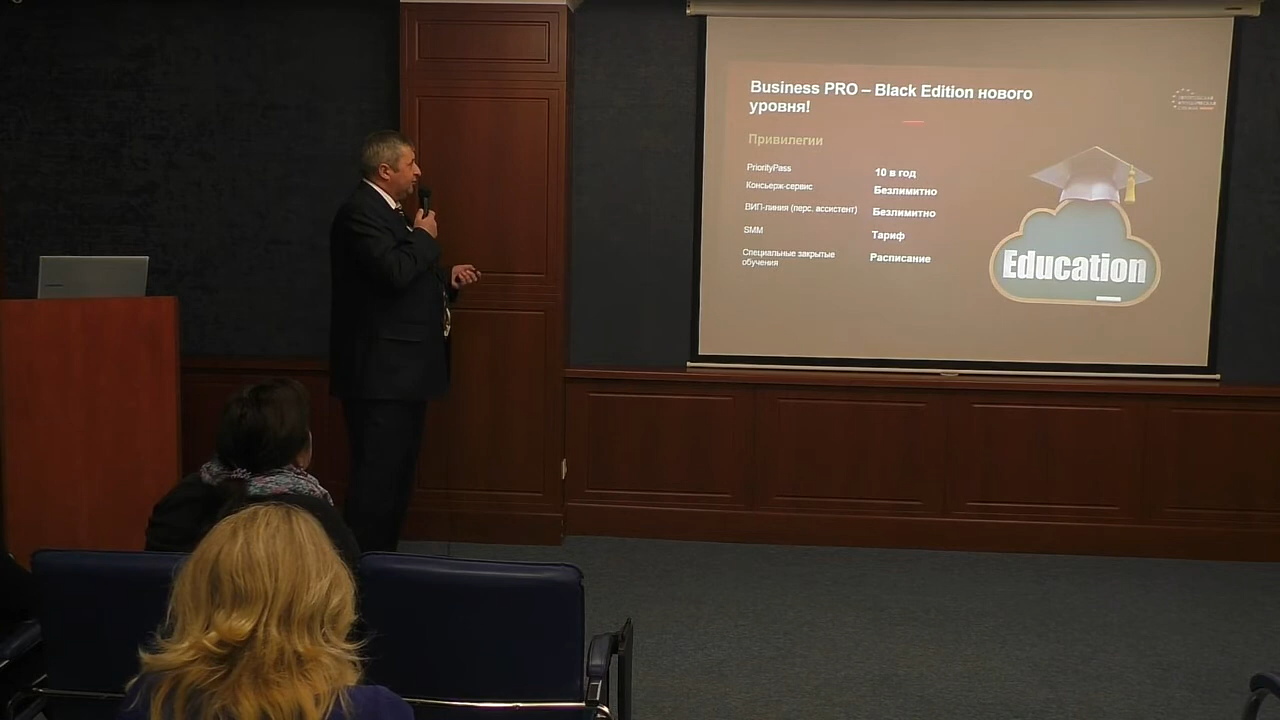 Business PRO – Black Edition нового
уровня!
Привилегии
PriorityPass 10 в год
Консьерж-сервис Безлимитно
ВИП-линия (перс. ассистент) Безлимитно
SMM Тариф
Специальные закрытые
обучения Расписание
Education